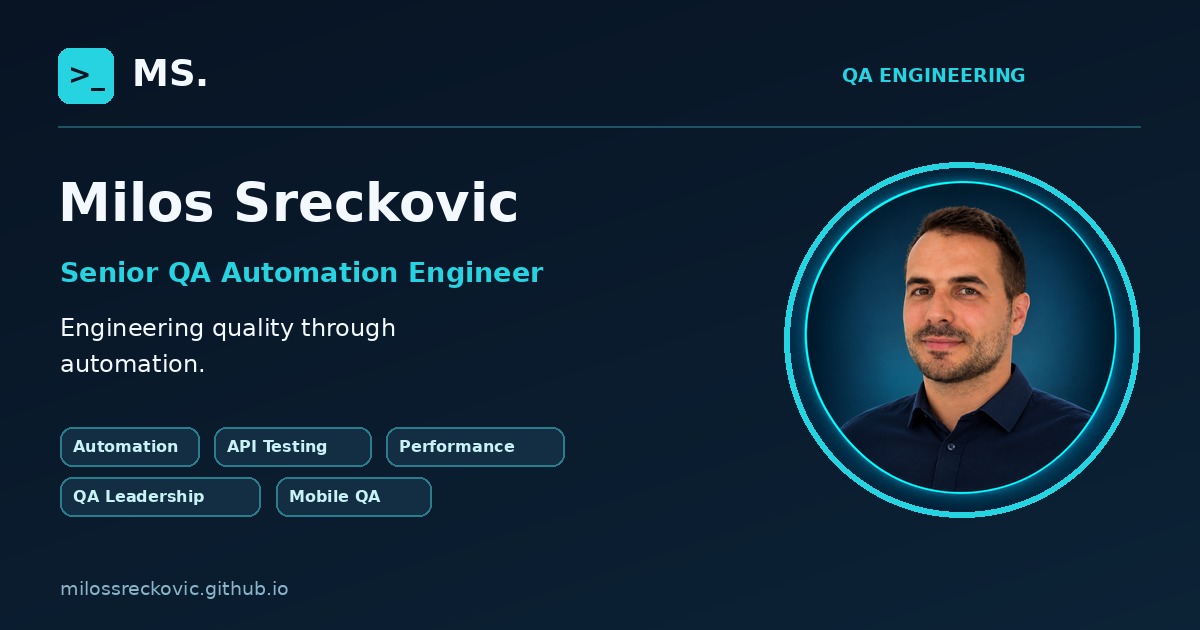 >_ MS.
QA ENGINEERING
Milos Sreckovic
Senior QA Automation Engineer
Engineering quality through
automation.
Automation API Testing Performance
QA Leadership Mobile QA
milossreckovic.github.io